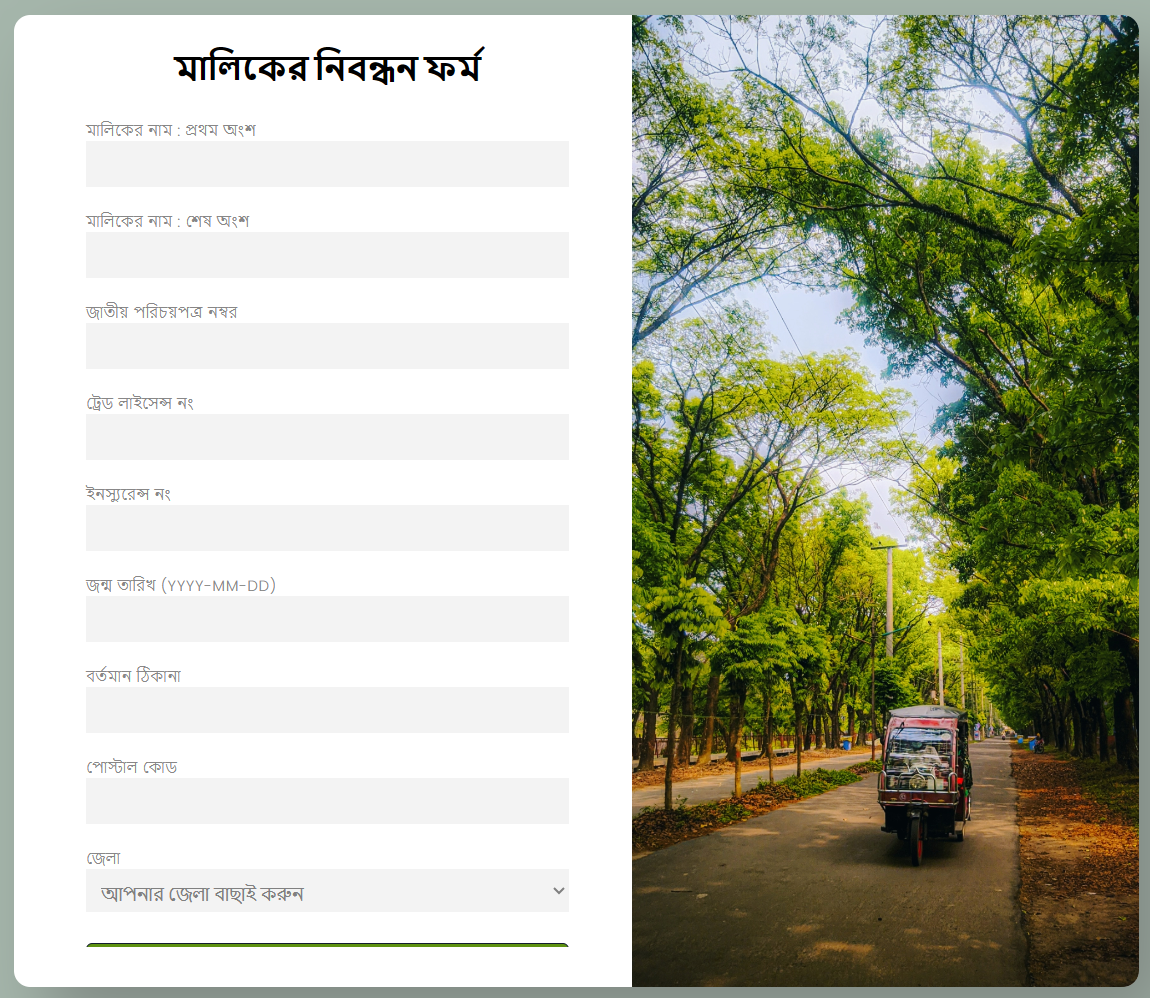 মালিকের নিবন্ধন ফর্ম
মালিকের নাম : প্রথম অংশ
মালিকের নাম : শেষ অংশ
জাতীয় পরিচয়পত্র নম্বর
ট্রেড লাইসেন্স নং
ইনস্যুরেন্স নং
জন্ম তারিখ (YYYY-MM-DD)
বর্তমান ঠিকানা
পোস্টাল কোড
জেলা
আপনার জেলা বাছাই করুন